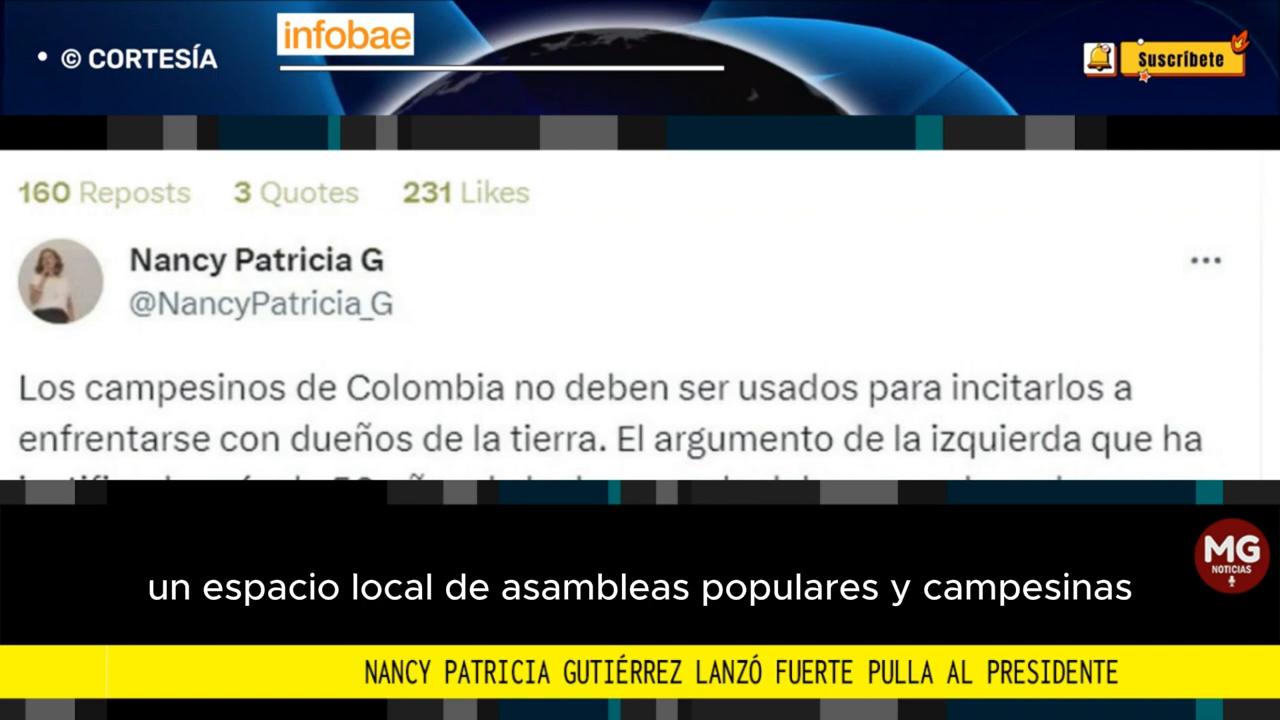 • © CORTESÍA
infobae
Suscríbete
160 Reposts 3 Quotes 231 Likes
Nancy Patricia G
@NancyPatricia_G
Los campesinos de Colombia no deben ser usados para incitarlos a
enfrentarse con dueños de la tierra. El argumento de la izquierda que ha
un espacio local de asambleas populares y campesinas
MG
NOTICIAS
NANCY PATRICIA GUTIÉRREZ LANZÓ FUERTE PULLA AL PRESIDENTE